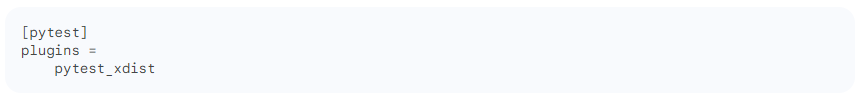 [pytest]
plugins =
    pytest_xdist